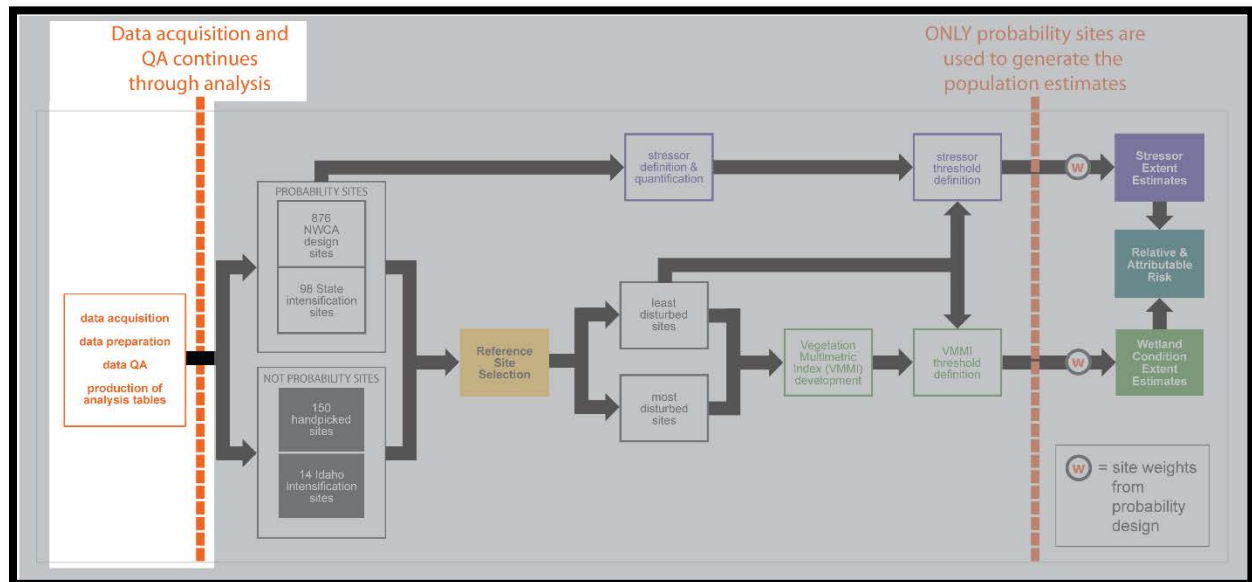 Data acquisition and
QA continues
through analysis
ONLY probability sites are
used to generate the
population estimates
data acquisition
data preparation
data QA
production of
analysis tables
PROBABILITY SITES
876
NWCA
design
sites
98 State
intensification
sites
NOT PROBABILITY SITES
150
handpicked
sites
14 Idaho
intensification
sites
Reference
Site
Selection
stressor
definition &
quantification
least
disturbed
sites
most
disturbed
sites
Vegetation
Multimetric
Index (VMMI)
development
stressor
threshold
definition
VMMI
threshold
definition
w
w
Stressor
Extent
Estimates
Relative &
Attributable
Risk
Wetland
Condition
Extent
Estimates
w = site weights
from
probability
design